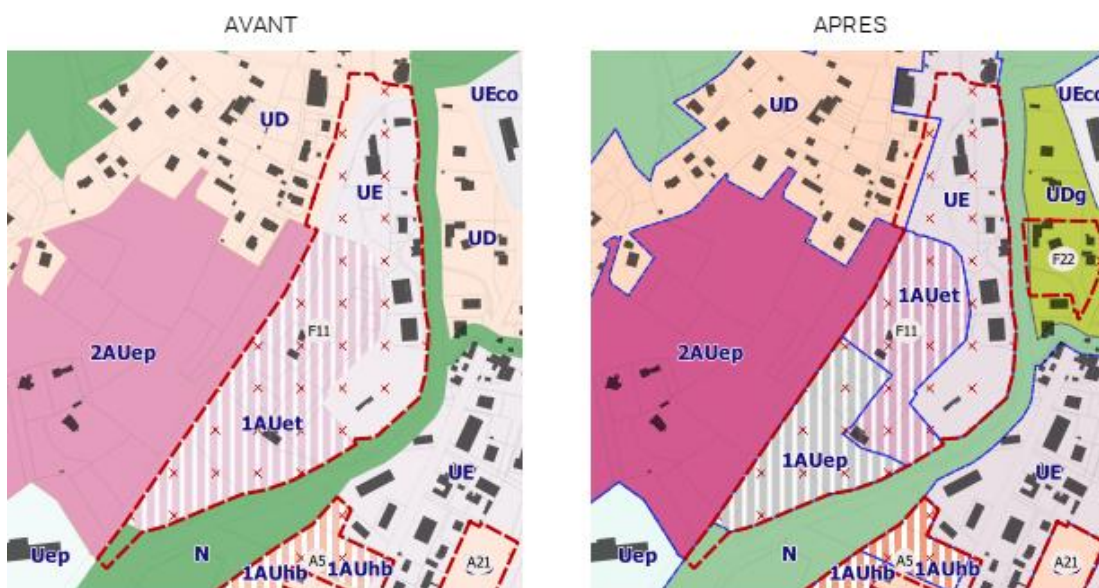 AVANT
UD
UEco
UE
UD
F11
2AUep
1AUet
UE
Uep
N
A5
1AUhb
1AUhb
A21
APRES
UD
UEco
UE
UDg
F22
1AUet
F11
2AUep
1AUep
UE
Uep
N
A5
1AUhb
1AUhb
A21